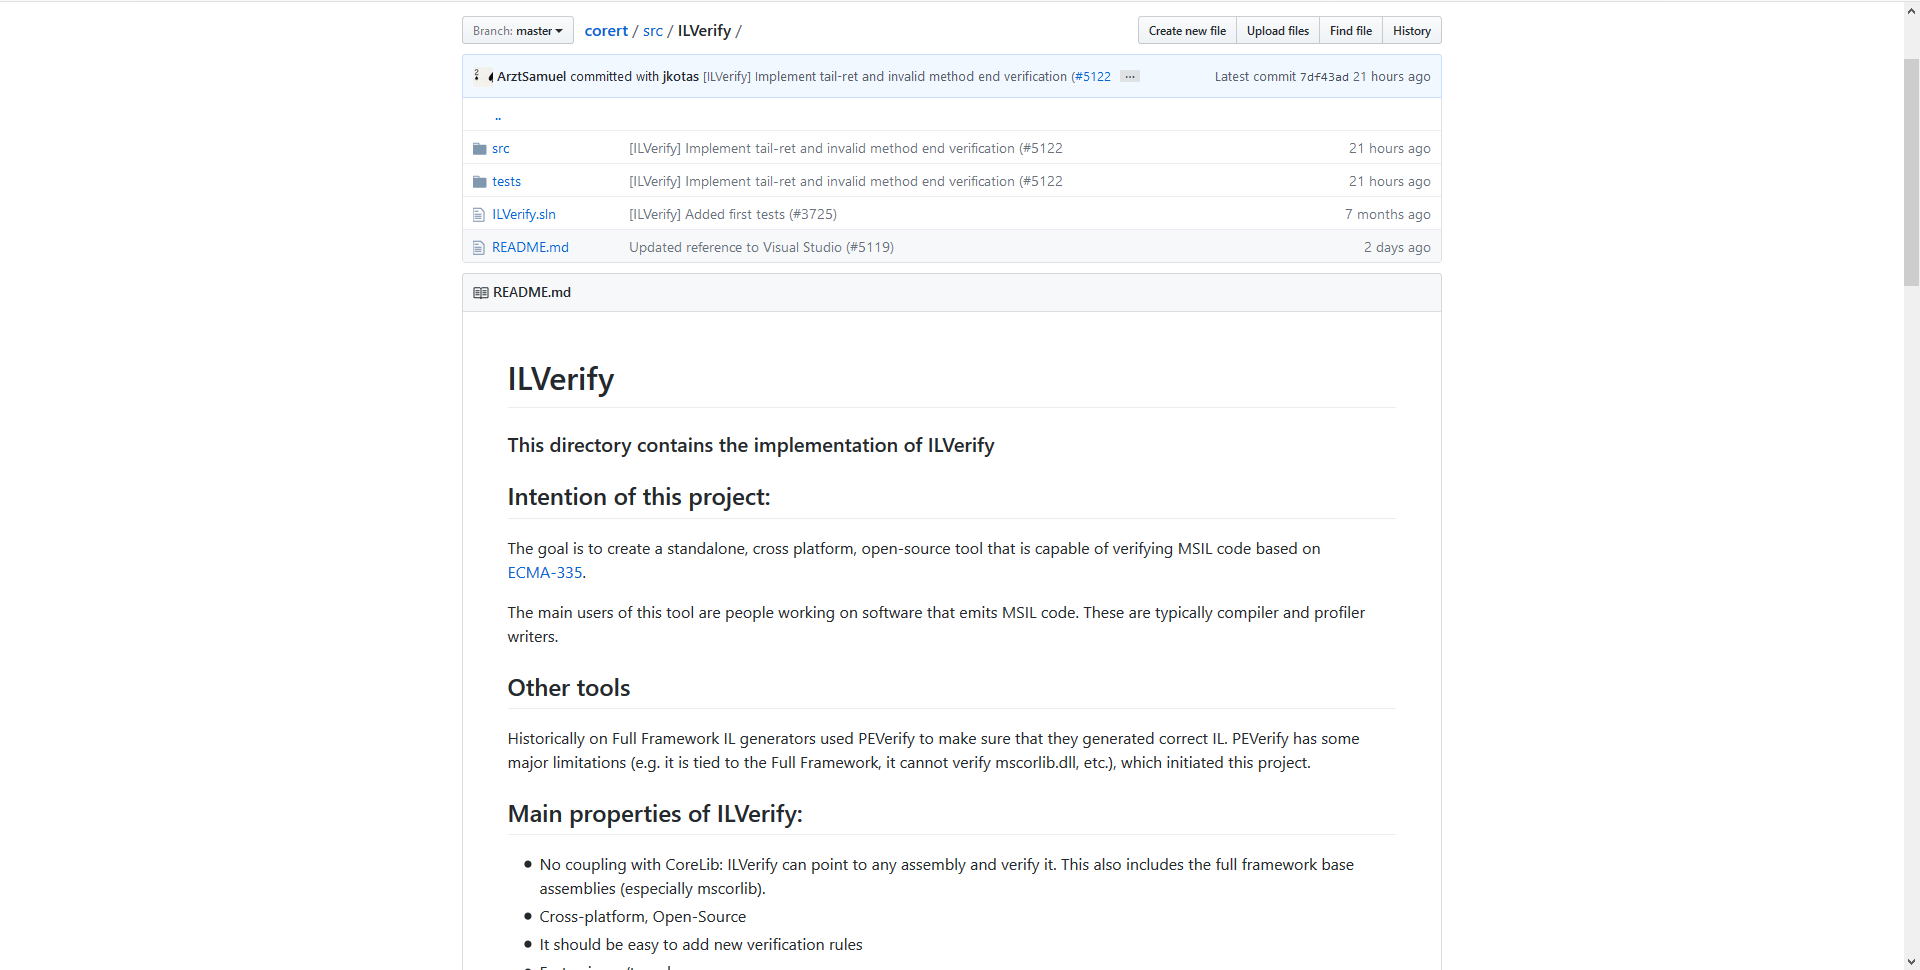 Branch: master
corert / src / ILVerify /
Create new file
Upload files
Find file
History
ArztSamuel committed with jkotas [ILVerify] Implement tail-ret and invalid method end verification (#5122 ...
Latest commit 7df43ad 21 hours ago
..
src [ILVerify] Implement tail-ret and invalid method end verification (#5122 21 hours ago
tests [ILVerify] Implement tail-ret and invalid method end verification (#5122 21 hours ago
ILVerify.sln [ILVerify] Added first tests (#3725) 7 months ago
README.md Updated reference to Visual Studio (#5119) 2 days ago
README.md
ILVerify
This directory contains the implementation of ILVerify
Intention of this project:
The goal is to create a standalone, cross platform, open-source tool that is capable of verifying MSIL code based on
ECMA-335.
The main users of this tool are people working on software that emits MSIL code. These are typically compiler and profiler
writers.
Other tools
Historically on Full Framework IL generators used PEVerify to make sure that they generated correct IL. PEVerify has some
major limitations (e.g. it is tied to the Full Framework, it cannot verify mscorlib.dll, etc.), which initiated this project.
Main properties of ILVerify:
• No coupling with CoreLib: ILVerify can point to any assembly and verify it. This also includes the full framework base
assemblies (especially mscorlib).
• Cross-platform, Open-Source
• It should be easy to add new verification rules